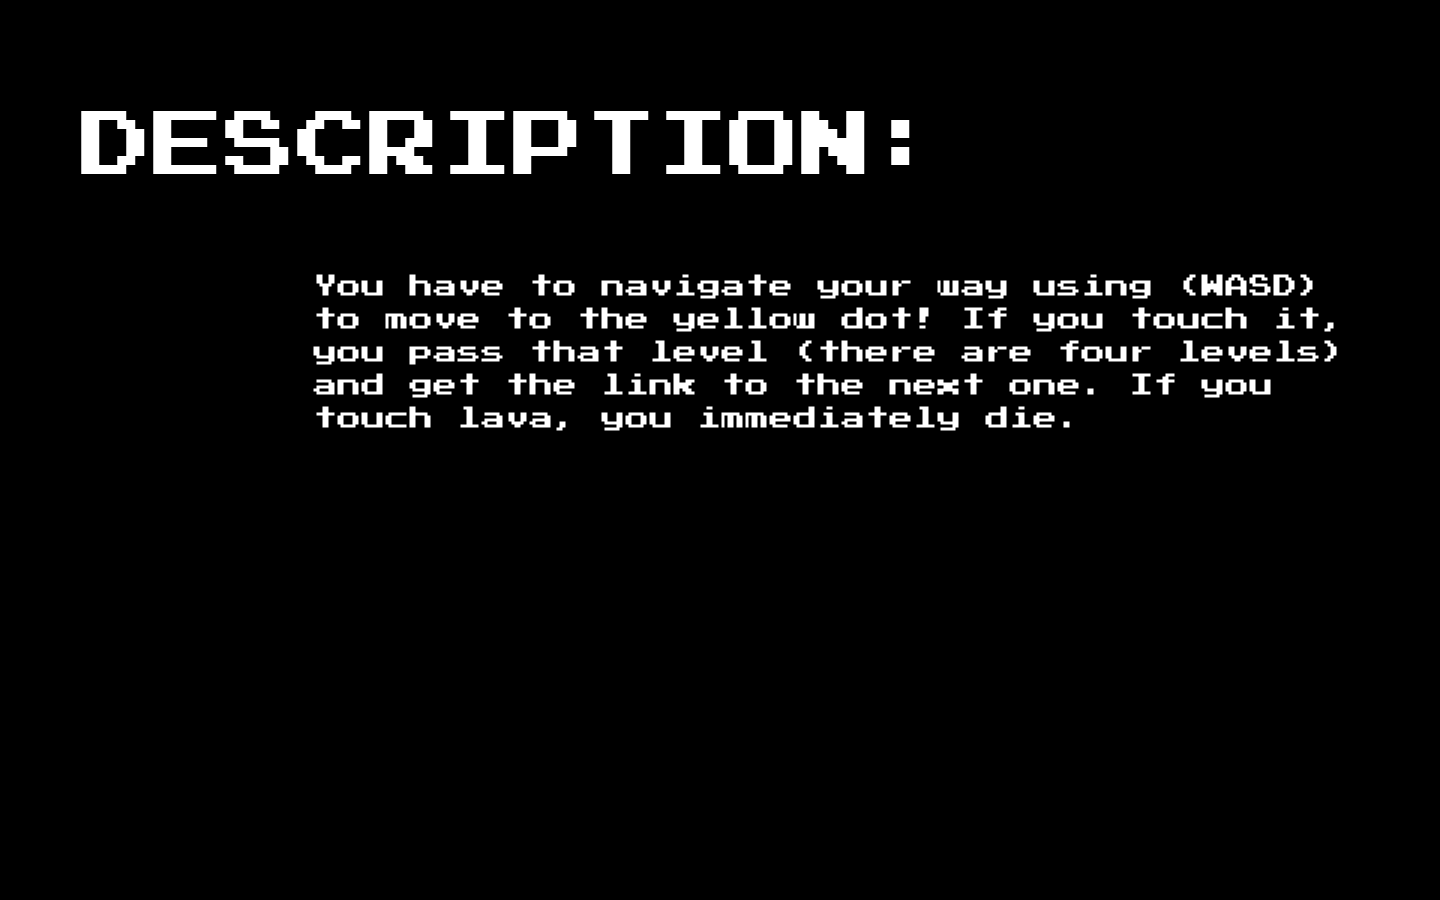 DESCRIPTION:
You have to navigate your way using (WASD)
to move to the yellow dot! If you touch it,
you pass that level (there are four levels)
and get the link to the next one. If you
touch lava, you immediately die.